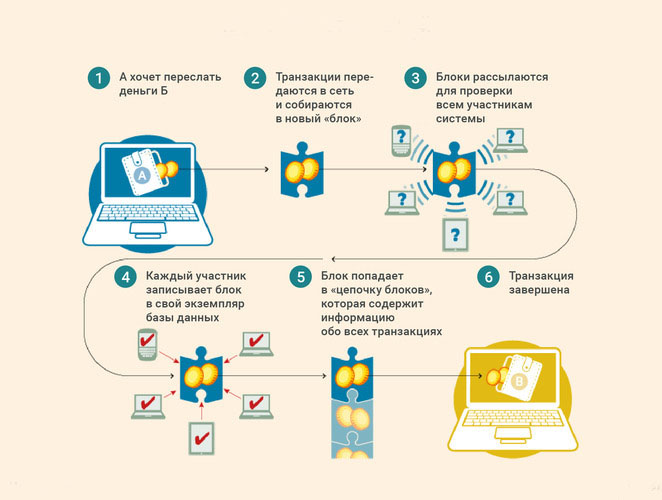 1
А хочет переслать
деньги Б
2
Транзакции пере-
даются в сеть
и собираются
в новый «блок»
3
Блоки рассылаются
для проверки
всем участникам
системы
A
?
?
?
?
?
4
Каждый участник
записывает блок
в свой экземпляр
базы данных
5
Блок попадает
в «цепочку блоков»,
которая содержит
информацию
обо всех транзакциях
6
Транзакция
завершена
B